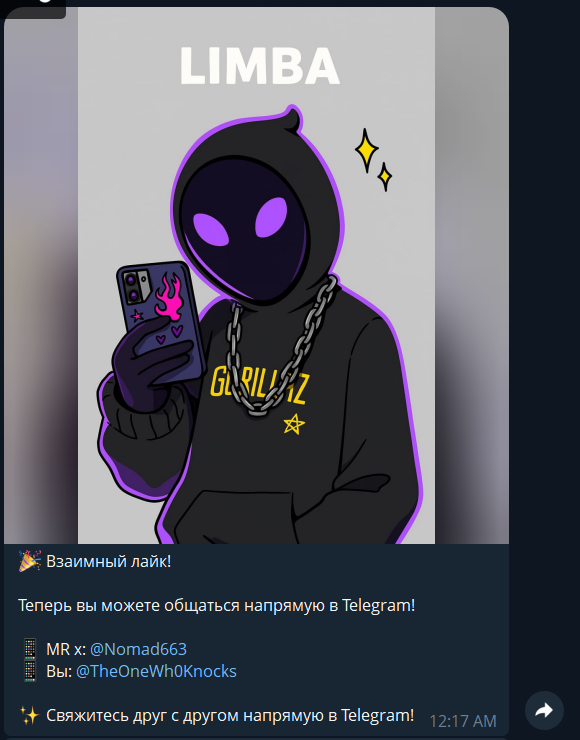 LIMBA
GORILLAZ
Взаимный лайк!
Теперь вы можете общаться напрямую в Telegram!
MR x: @Nomad663
Вы: @TheOneWh0Knocks
Свяжитесь друг с другом напрямую в Telegram!
12:17 AM